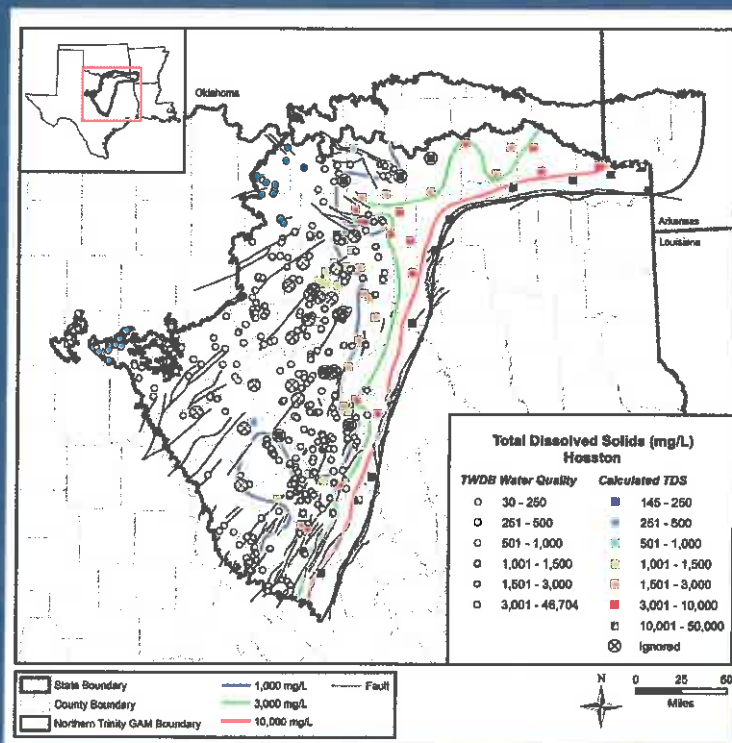 Oklahoma
Arkansas
Louisiana
Total Dissolved Solids (mg/L)
Hosston
TWDB Water Quality Calculated TDS
30 - 250 145 - 250
251 - 500 251 - 500
501 - 1,000 501 - 1,000
1,001 - 1,500 1,001 - 1,500
1,501 - 3,000 1,501 - 3,000
3,001 - 46,704 3,001 - 10,000
10,001 - 50,000
Ignored
State Boundary 1,000 mg/L Fault
County Boundary 3,000 mg/L
Northern Trinity GAM Boundary 10,000 mg/L
N
0 25 50
Miles